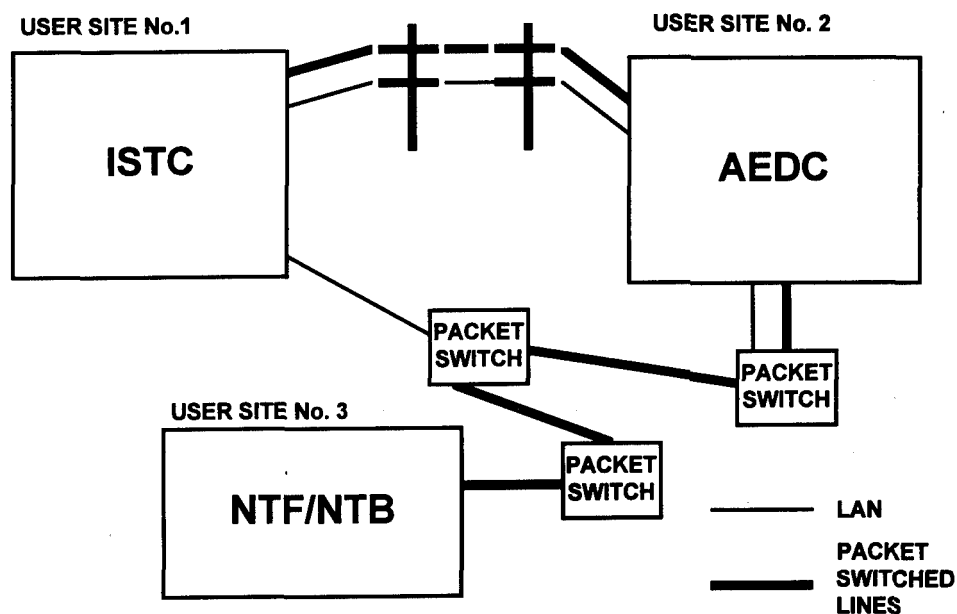 USER SITE No.1
USER SITE No. 2
ISTC
AEDC
PACKET
SWITCH
PACKET
SWITCH
USER SITE No. 3
NTF/NTB
PACKET
SWITCH
LAN
PACKET
SWITCHED
LINES